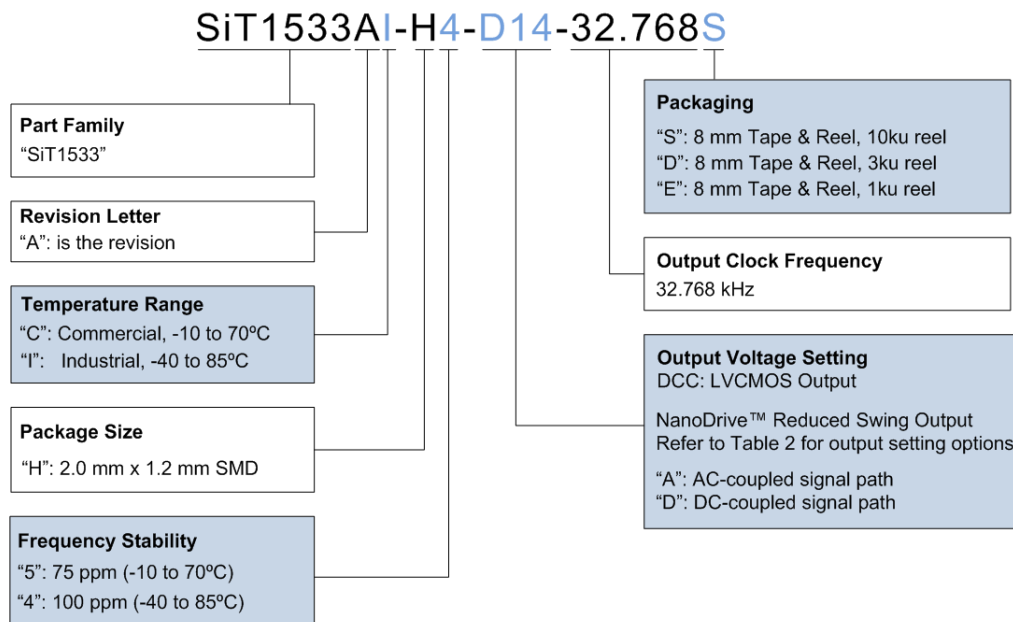 SiT1533AI-H4-D14-32.768S
Part Family
“SiT1533”
Revision Letter
“A”: is the revision
Temperature Range
“C”: Commercial, -10 to 70ºC
“I”: Industrial, -40 to 85ºC
Package Size
“H”: 2.0 mm x 1.2 mm SMD
Frequency Stability
“5”: 75 ppm (-10 to 70ºC)
“4”: 100 ppm (-40 to 85ºC)
Packaging
“S”: 8 mm Tape & Reel, 10ku reel
“D”: 8 mm Tape & Reel, 3ku reel
“E”: 8 mm Tape & Reel, 1ku reel
Output Clock Frequency
32.768 kHz
Output Voltage Setting
DCC: LVCMOS Output
NanoDrive™ Reduced Swing Output
Refer to Table 2 for output setting options
“A”: AC-coupled signal path
“D”: DC-coupled signal path